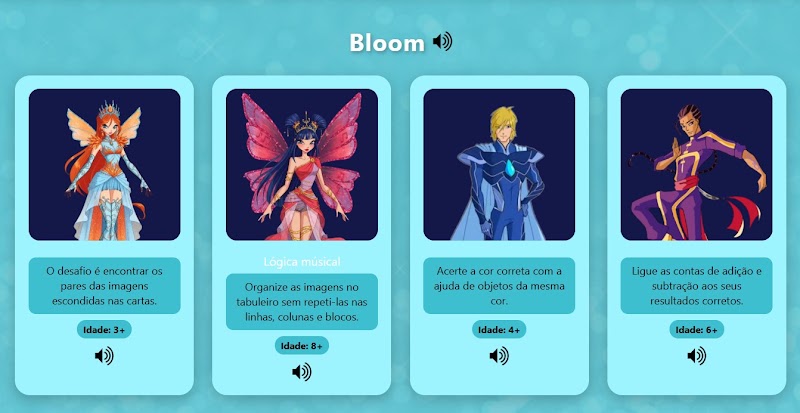 Bloom
O desafio é encontrar os
pares das imagens
escondidas nas cartas.
Idade: 3+
Lógica músical
Organize as imagens no
tabuleiro sem repeti-las nas
linhas, colunas e blocos.
Idade: 8+
Acerte a cor correta com a
ajuda de objetos da mesma
cor.
Idade: 4+
Ligue as contas de adição e
subtração aos seus
resultados corretos.
Idade: 6+